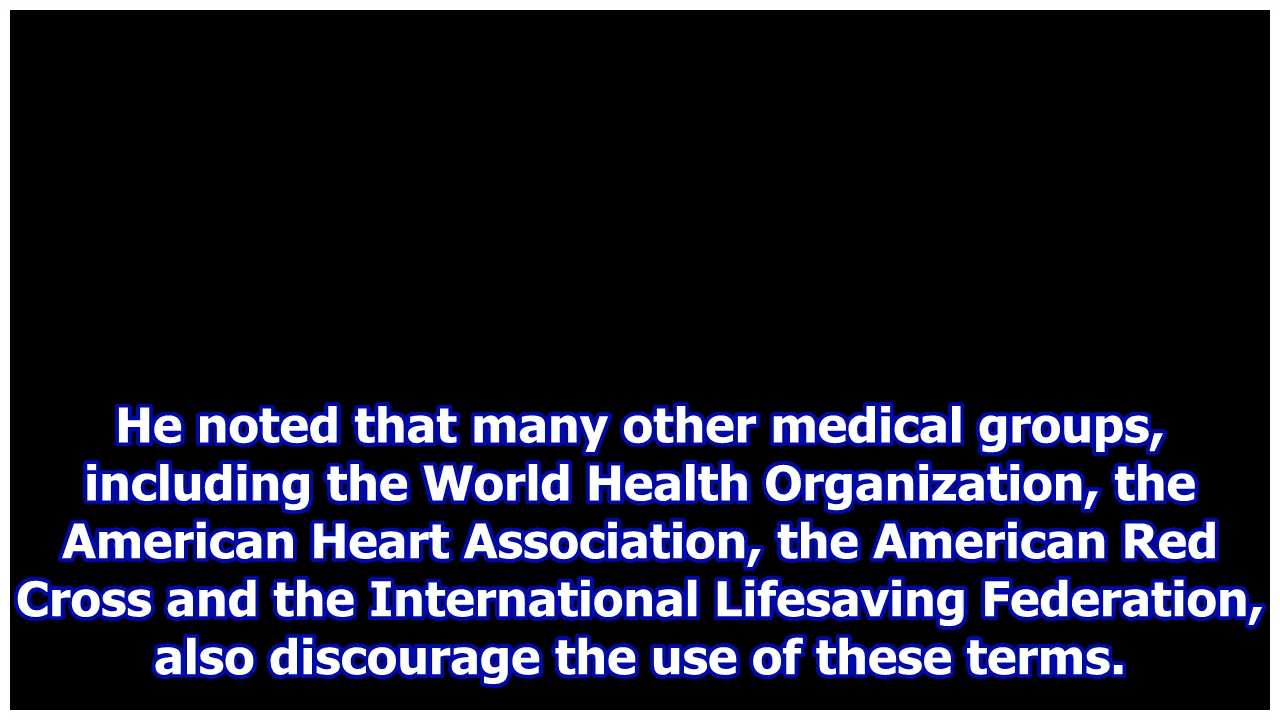 He noted that many other medical groups,
including the World Health Organization, the
American Heart Association, the American Red
Cross and the International Lifesaving Federation,
also discourage the use of these terms.